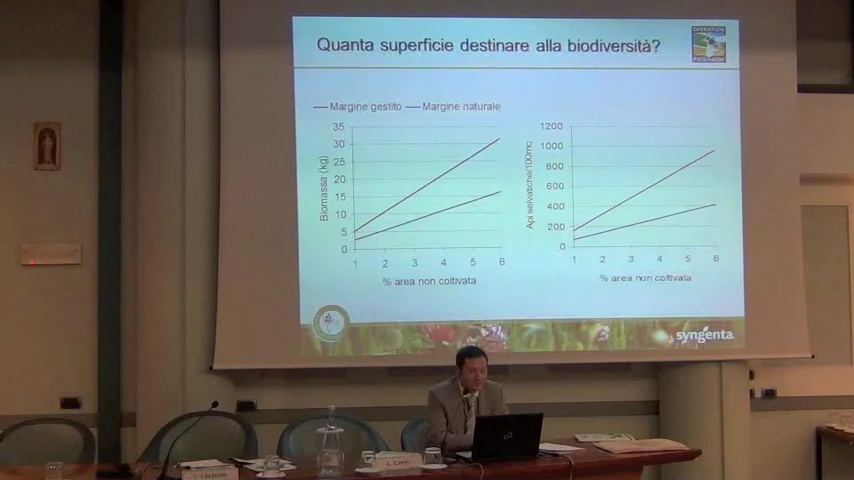 Quanta superficie destinare alla biodiversità?
OPERATION
Pollinator
Margine gestito Margine naturale
35
30
25
20
15
10
5
0
Biomassa (kg)
1 2 3 4 5 6
% area non coltivata
1200
1000
800
600
400
200
0
Api selvatiche/100mq
1 2 3 4 5 6
% area non coltivata
syngenta